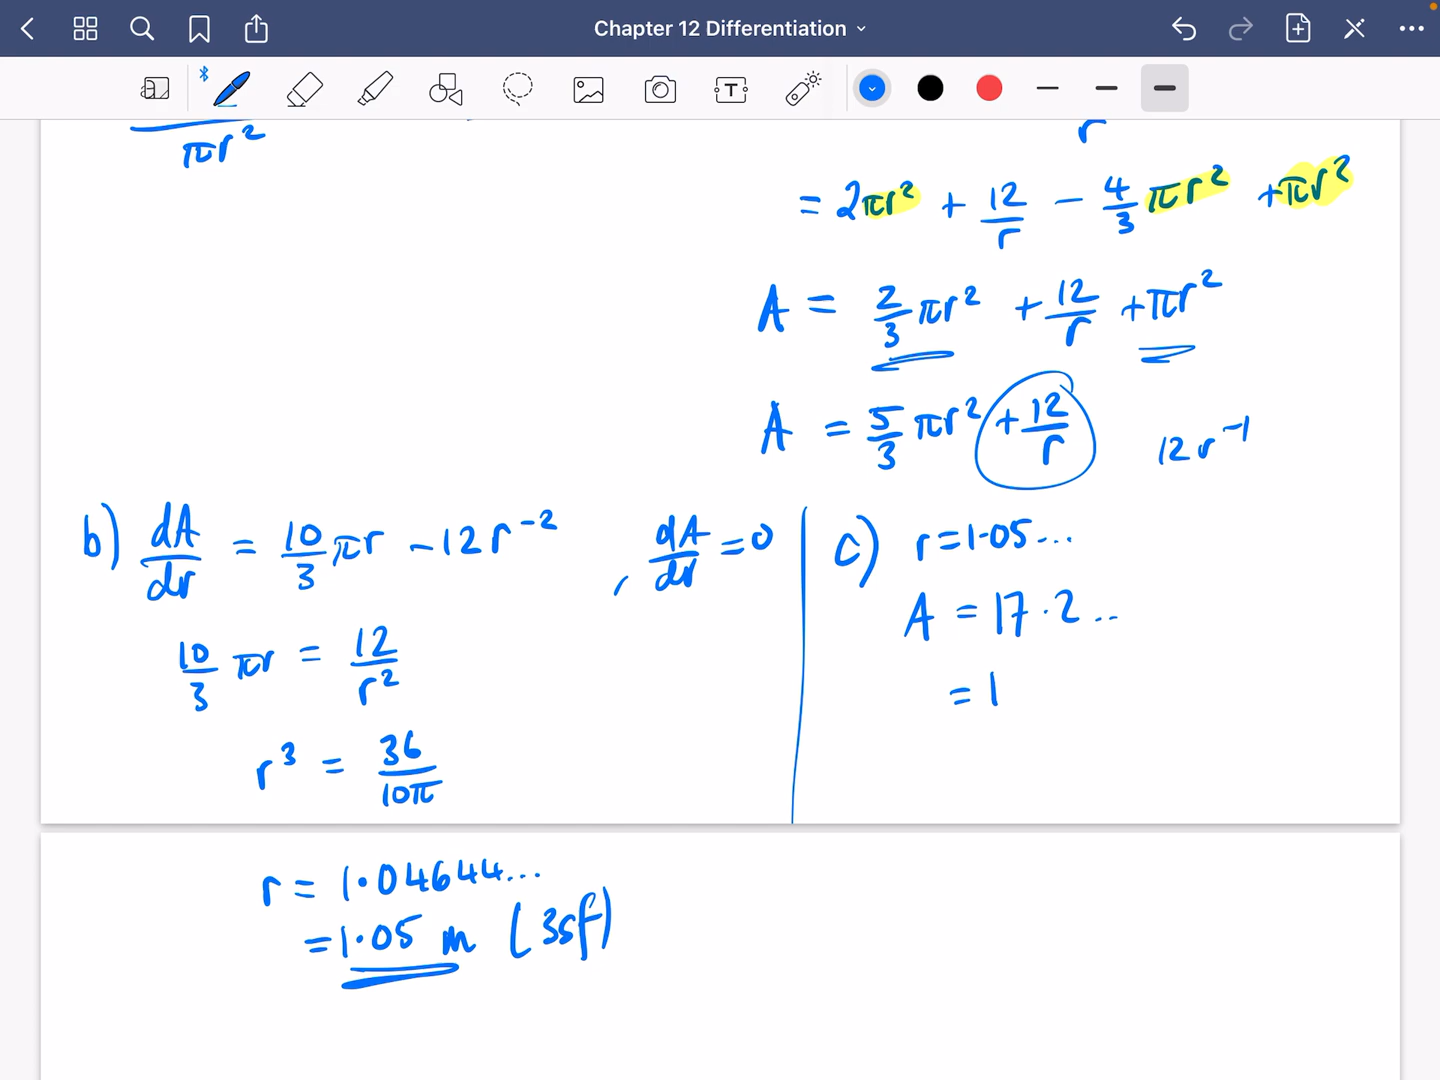 Chapter 12 Differentiation
πr²
r
= 2πr² + 12/r − 4/3 πr² + πr²
A = 2/3 πr² + 12/r + πr²
A = 5/3 πr² + 12/r
12r⁻¹
b) dA/dr = 10/3 πr − 12r⁻² , dA/dr = 0
10/3 πr = 12/r²
r³ = 36/10π
r = 1.04644...
= 1.05 m (3sf)
c) r = 1.05...
A = 17.2..
= 1